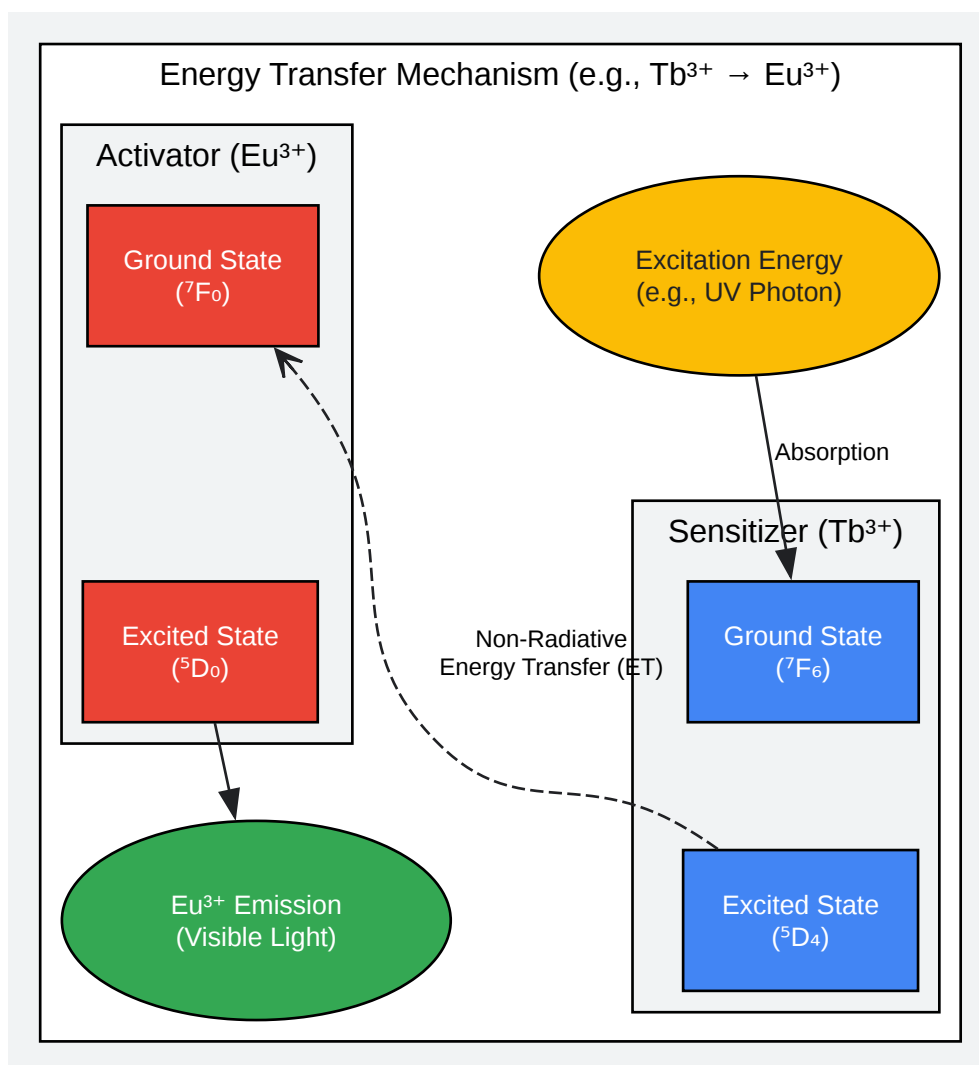 Energy Transfer Mechanism (e.g., Tb³⁺ → Eu³⁺)
Activator (Eu³⁺)
Ground State
(⁷F₀)
Excitation Energy
(e.g., UV Photon)
Absorption
Sensitizer (Tb³⁺)
Excited State
(⁵D₀)
Non-Radiative
Energy Transfer (ET)
Ground State
(⁷F₆)
Eu³⁺ Emission
(Visible Light)
Excited State
(⁵D₄)